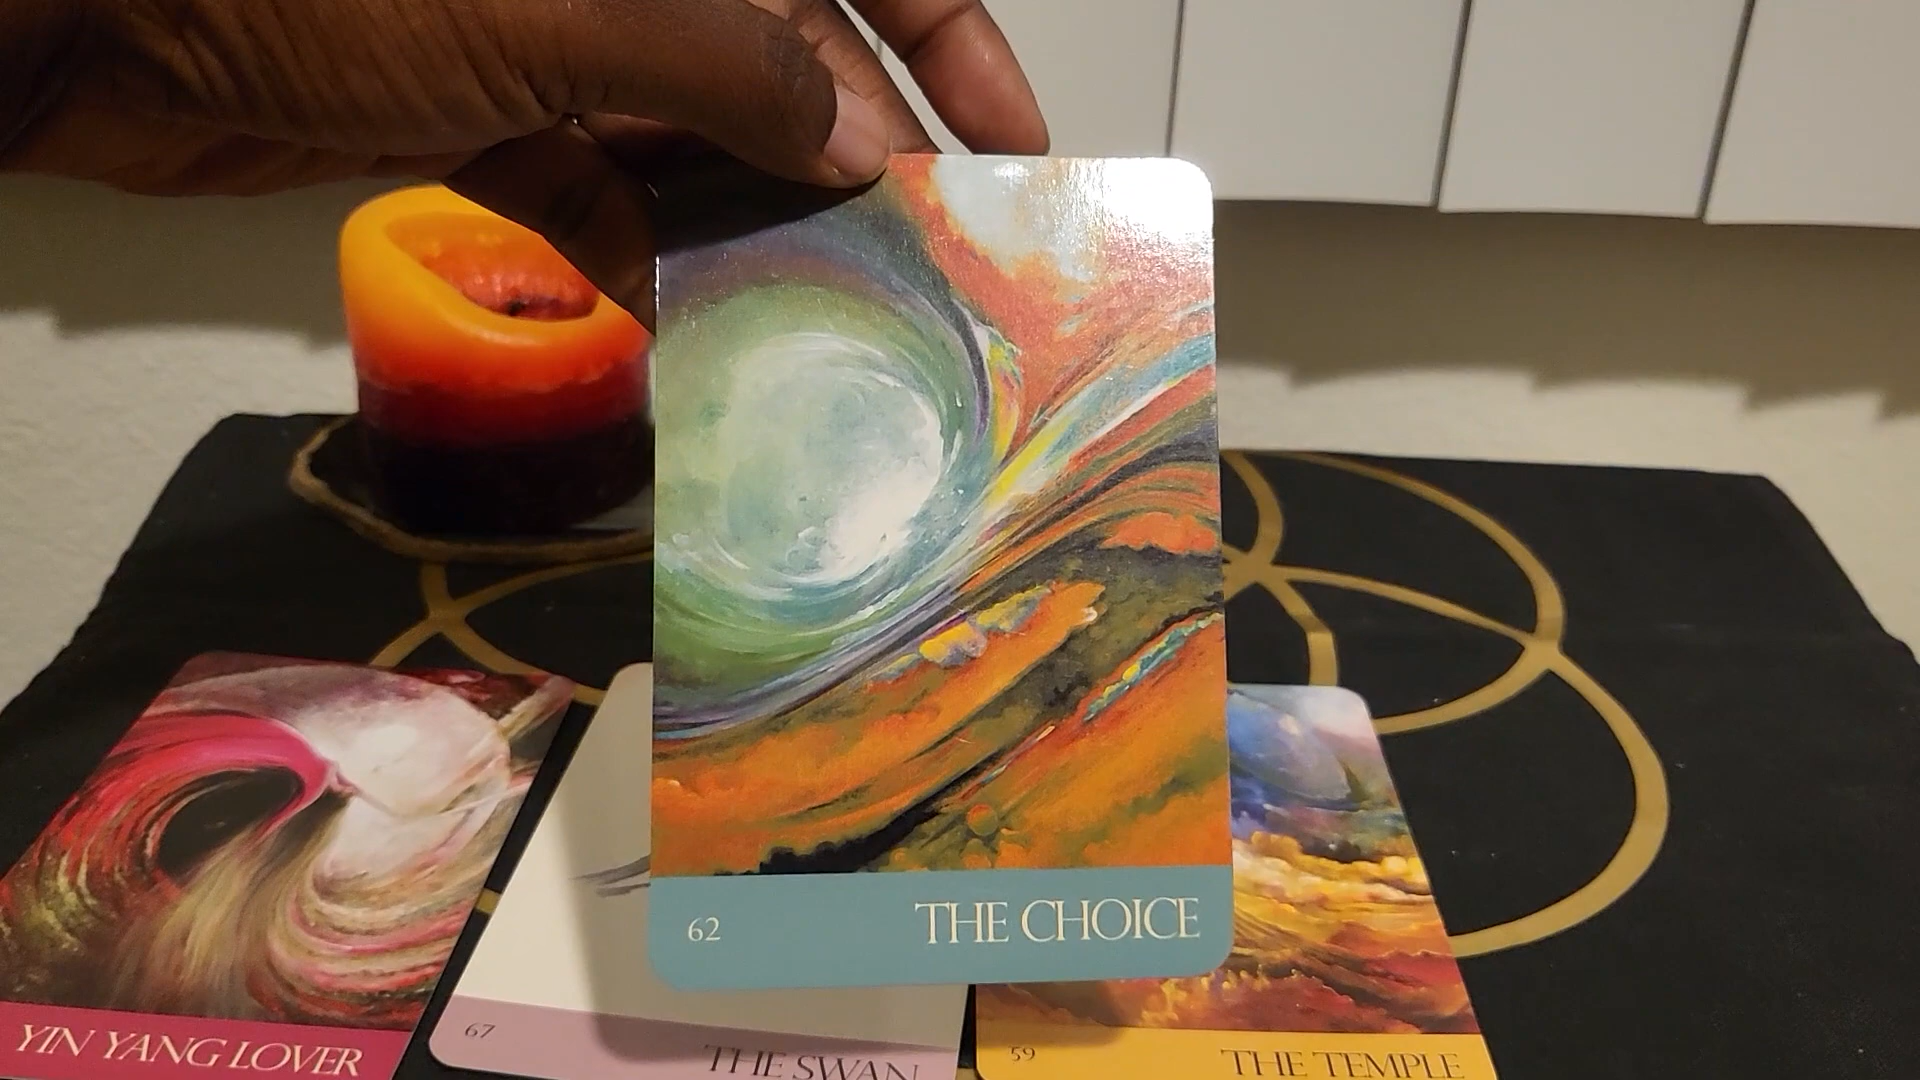 62 THE CHOICE
YIN YANG LOVER
67 THE SWAN
59 THE TEMPLE